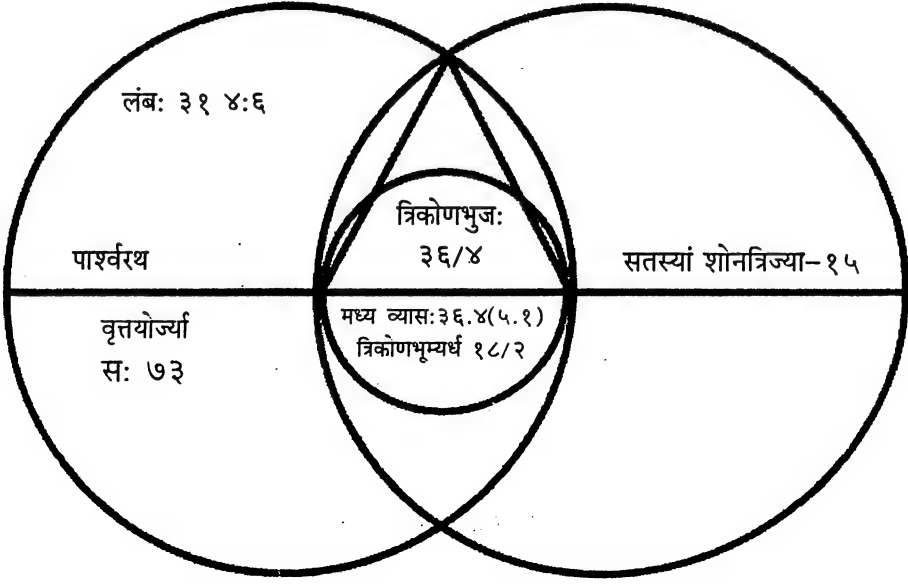 लंबः ३१ ४:६
त्रिकोणभुजः
३६/४
पार्श्वरथ
सतस्यां शोनत्रिज्या–१५
मध्य व्यासः३६.४(५.१)
त्रिकोणभूम्यर्ध १८/२
वृत्तयोर्ज्या
सः ७३